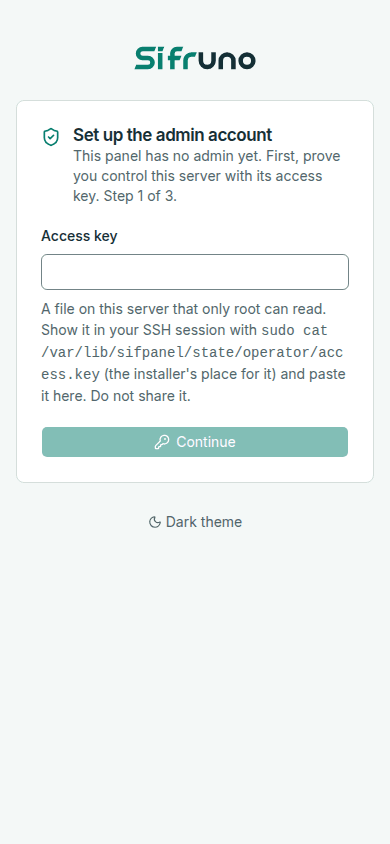 Sifruno
Set up the admin account
This panel has no admin yet. First, prove
you control this server with its access
key. Step 1 of 3.
Access key
A file on this server that only root can read.
Show it in your SSH session with sudo cat
/var/lib/sifpanel/state/operator/acc
ess.key (the installer's place for it) and paste
it here. Do not share it.
Continue
Dark theme